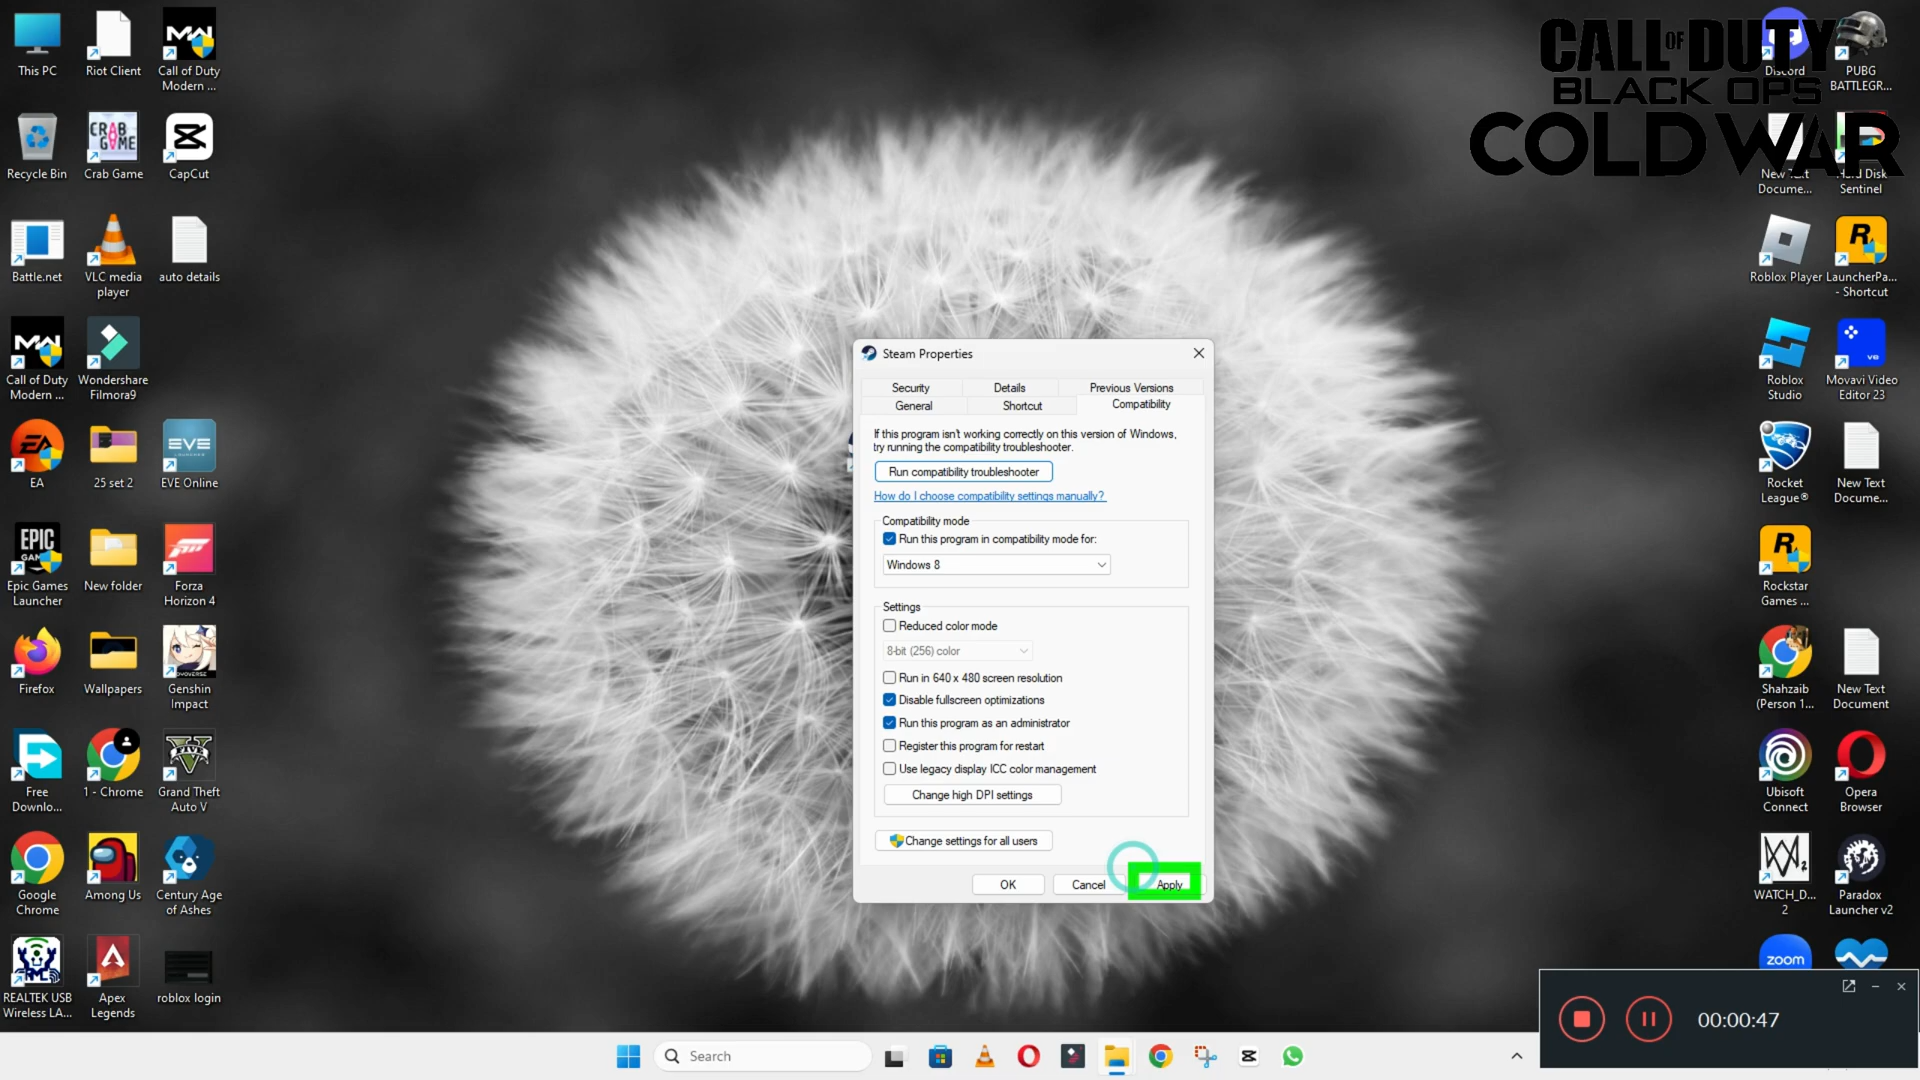 This PC
Riot Client
Call of Duty
Modern ...
Recycle Bin
CRAB
GAME
Crab Game
CapCut
Battle.net
VLC media
player
auto details
Call of Duty
Modern ...
Wondershare
Filmora9
EA
EA
25 set 2
EVE
EVE Online
EPIC
Epic Games
Launcher
New folder
Forza
Horizon 4
Firefox
Wallpapers
Genshin
Impact
Free
Downlo...
1 - Chrome
Grand Theft
Auto V
Google
Chrome
Among Us
Century Age
of Ashes
REALTEK USB
Wireless LA...
Apex
Legends
roblox login
Steam Properties
Security
Details
Previous Versions
General
Shortcut
Compatibility
If this program isn't working correctly on this version of Windows,
try running the compatibility troubleshooter.
Run compatibility troubleshooter
How do I choose compatibility settings manually?
Compatibility mode
Run this program in compatibility mode for:
Windows 8
Settings
Reduced color mode
8-bit (256) color
Run in 640 x 480 screen resolution
Disable fullscreen optimizations
Run this program as an administrator
Register this program for restart
Use legacy display ICC color management
Change high DPI settings
Change settings for all users
OK
Cancel
Apply
CALL OF DUTY
BLACK OPS
COLD WAR
Discord
PUBG
BATTLEGR...
Docume...
Hard Disk
Sentinel
Roblox Player
LauncherPa...
- Shortcut
Roblox
Studio
Movavi Video
Editor 23
Rocket
League®
New Text
Docume...
Rockstar
Games ...
Shahzaib
(Person 1...
New Text
Document
Ubisoft
Connect
Opera
Browser
WATCH_D...
2
Paradox
Launcher v2
zoom
00:00:47
Search